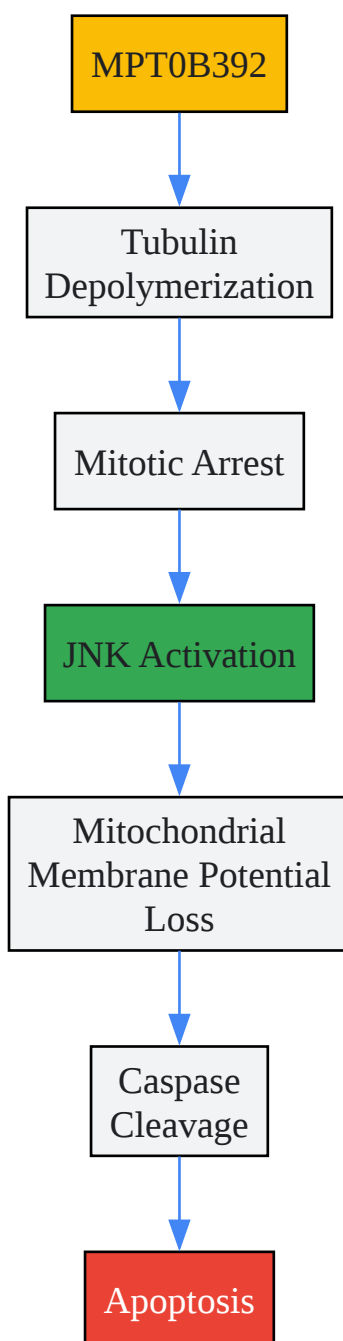 MPT0B392
Tubulin
Depolymerization
Mitotic Arrest
JNK Activation
Mitochondrial
Membrane Potential
Loss
Caspase
Cleavage
Apoptosis